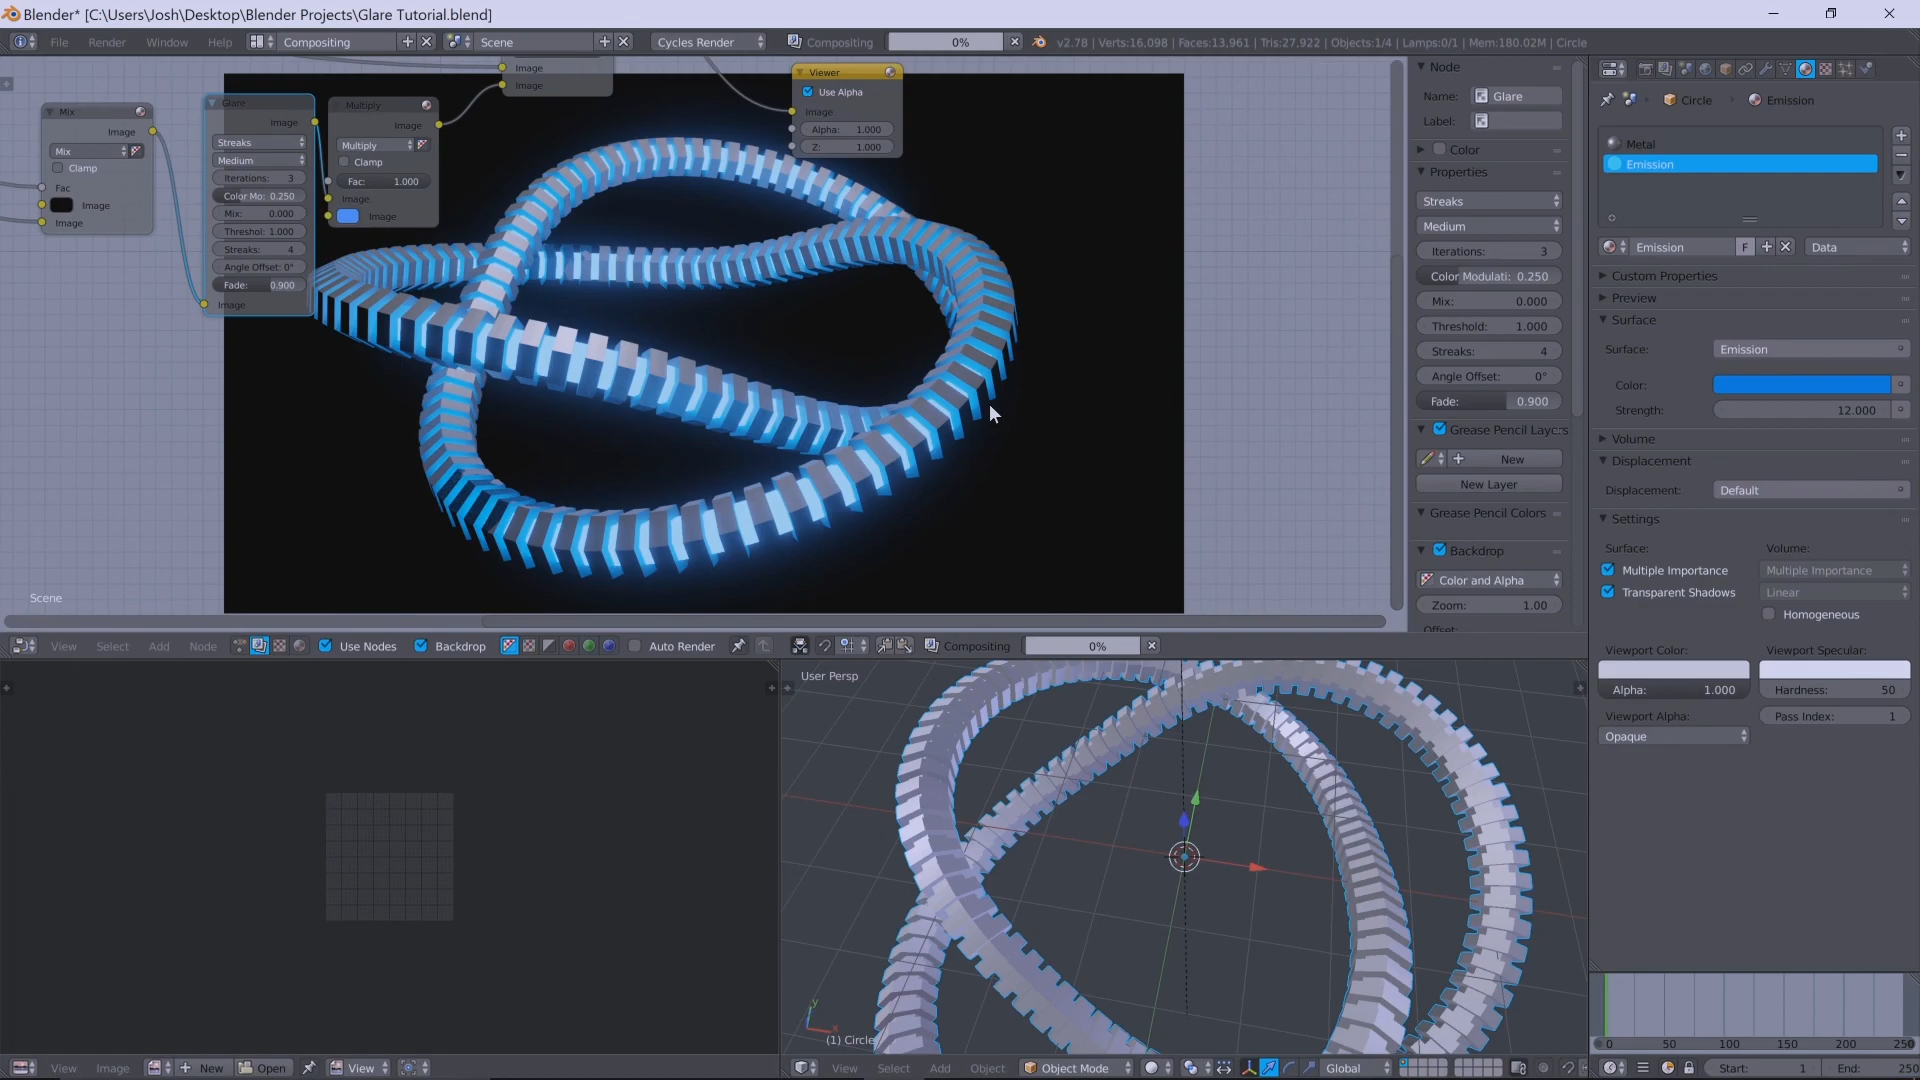 Blender* [C:\Users\Josh\Desktop\Blender Projects\Glare Tutorial.blend]
File Render Window Help Compositing Scene Cycles Render Compositing 0% v2.78 | Verts:16,098 | Faces:13,961 | Tris:27,922 | Objects:1/4 | Lamps:0/1 | Mem:180.02M | Circle
Mix
Image
Mix
Clamp
Fac
Image
Image
Glare
Image
Streaks
Medium
Iterations: 3
Color Mo: 0.250
Mix: 0.000
Threshol: 1.000
Streaks: 4
Angle Offset: 0°
Fade: 0.900
Image
Multiply
Image
Multiply
Clamp
Fac: 1.000
Image
Image
Image
Image
Viewer
Use Alpha
Image
Alpha: 1.000
Z: 1.000
Scene
Node
Name: Glare
Label:
Color
Properties
Streaks
Medium
Iterations: 3
Color Modulati: 0.250
Mix: 0.000
Threshold: 1.000
Streaks: 4
Angle Offset: 0°
Fade: 0.900
Grease Pencil Layers
New
New Layer
Grease Pencil Colors
Backdrop
Color and Alpha
Zoom: 1.00
Offset:
Circle Emission
Metal
Emission
Emission F Data
Custom Properties
Preview
Surface
Surface: Emission
Color:
Strength: 12.000
Volume
Displacement
Displacement: Default
Settings
Surface: Volume:
Multiple Importance Multiple Importance
Transparent Shadows Linear
Homogeneous
Viewport Color: Viewport Specular:
Alpha: 1.000 Hardness: 50
Viewport Alpha: Pass Index: 1
Opaque
View Select Add Node Use Nodes Backdrop Auto Render Compositing 0%
User Persp
y
x
(1) Circle
0 50 100 150 200 250
View Image New Open View
View Select Add Object Object Mode Global
Start: 1 End: 250